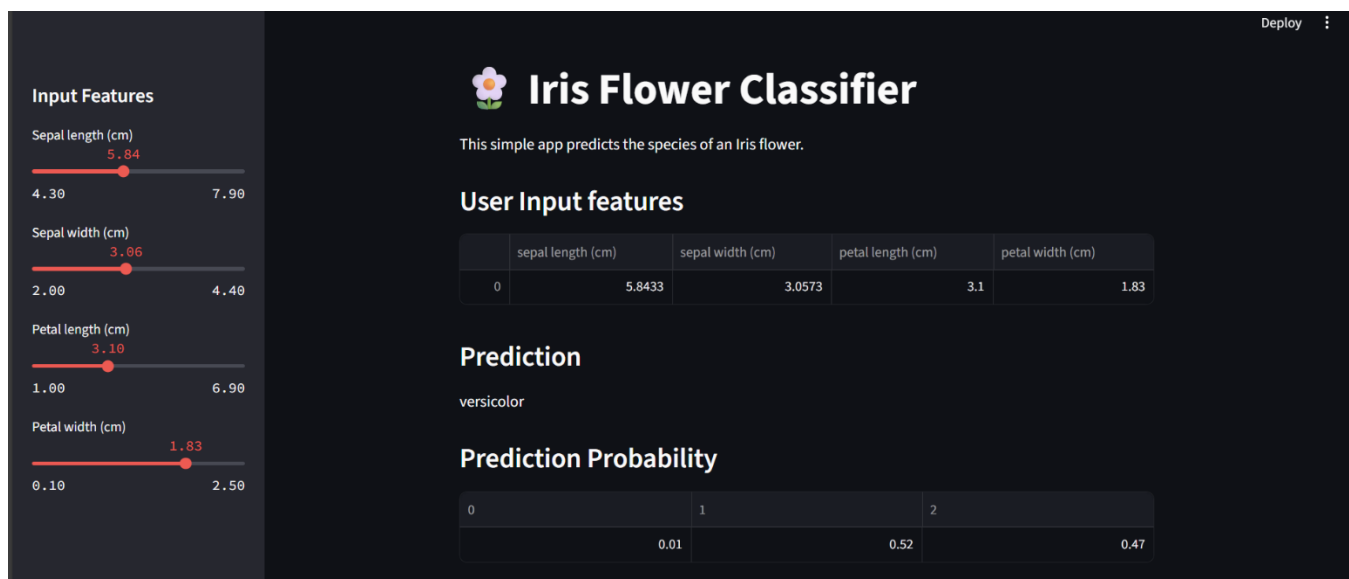 Deploy
Input Features
Sepal length (cm)
5.84
4.30 7.90
Sepal width (cm)
3.06
2.00 4.40
Petal length (cm)
3.10
1.00 6.90
Petal width (cm)
1.83
0.10 2.50
Iris Flower Classifier
This simple app predicts the species of an Iris flower.
User Input features
sepal length (cm) sepal width (cm) petal length (cm) petal width (cm)
0 5.8433 3.0573 3.1 1.83
Prediction
versicolor
Prediction Probability
0 1 2
0.01 0.52 0.47